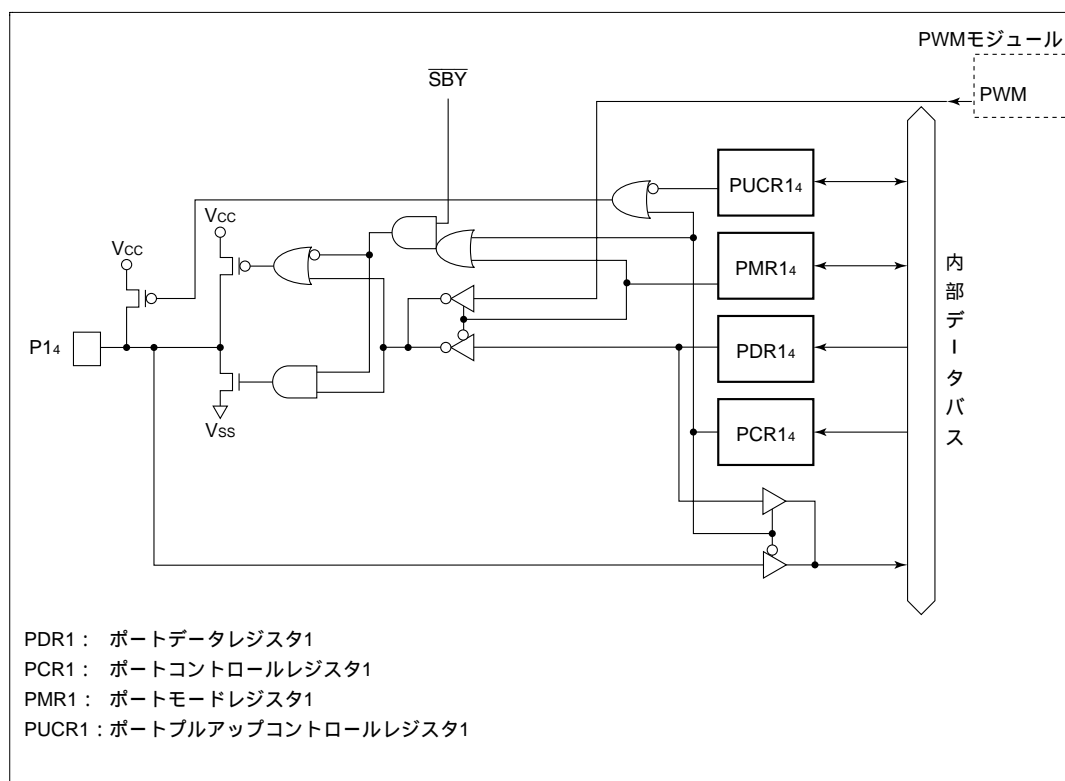 PWMモジュール
SBY
PWM
PUCR14
VCC
VCC
PMR14
P14
PDR14
VSS
PCR14
内部データバス
PDR1： ポートデータレジスタ1
PCR1： ポートコントロールレジスタ1
PMR1： ポートモードレジスタ1
PUCR1：ポートプルアップコントロールレジスタ1